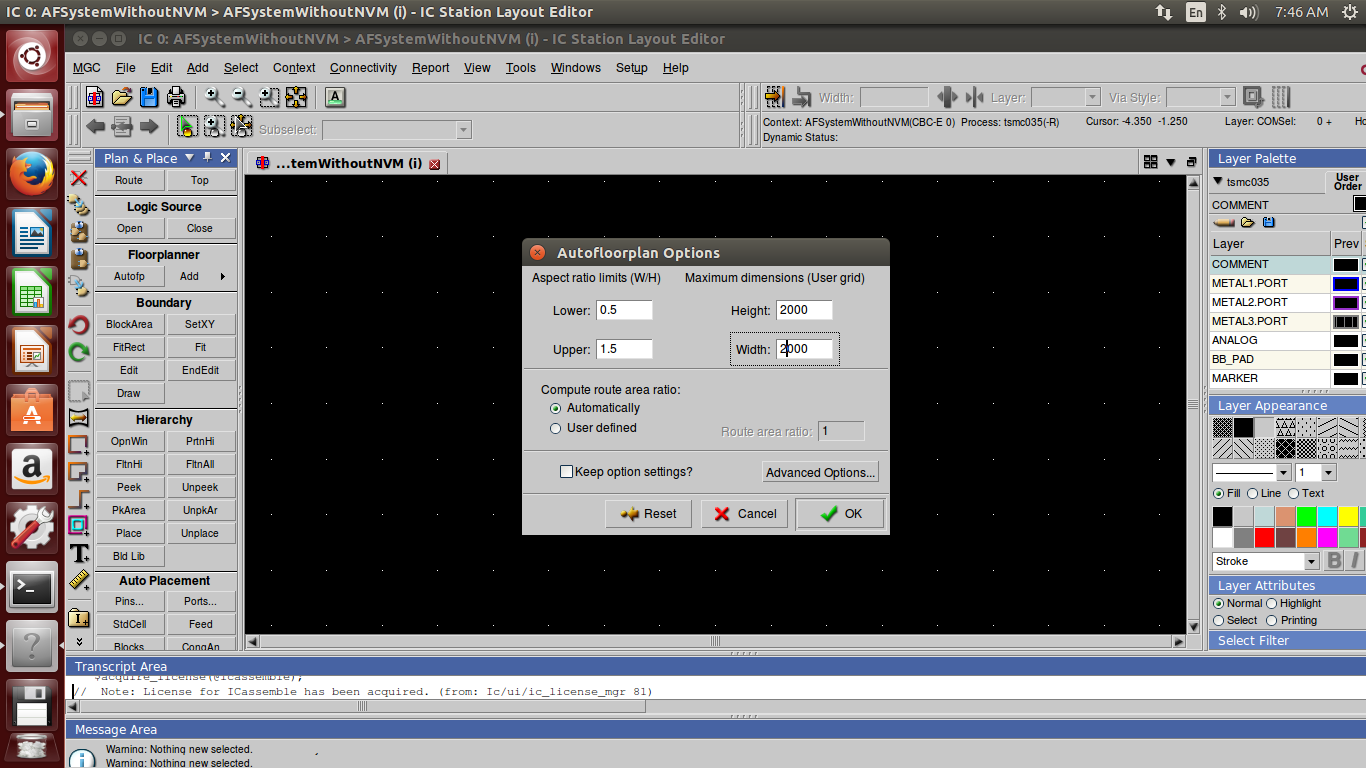 IC 0: AFSystemWithoutNVM > AFSystemWithoutNVM (i) - IC Station Layout Editor
En
7:46 AM
IC 0: AFSystemWithoutNVM > AFSystemWithoutNVM (i) - IC Station Layout Editor
MGC File Edit Add Select Context Connectivity Report View Tools Windows Setup Help
A
Width: Layer: Via Style:
Subselect:
Context: AFSystemWithoutNVM(CBC-E 0) Process: tsmc035(-R) Cursor: -4.350 -1.250 Layer: COM Sel: 0 + Ho
Dynamic Status:
Plan & Place
...temWithoutNVM (i)
Route Top
Logic Source
Open Close
Floorplanner
Autofp Add
Boundary
BlockArea SetXY
FitRect Fit
Edit EndEdit
Draw
Hierarchy
OpnWin PrtnHi
FltnHi FltnAll
Peek Unpeek
PkArea UnpkAr
Place Unplace
Bld Lib
Auto Placement
Pins... Ports...
StdCell Feed
Blocks CongAn
Autofloorplan Options
Aspect ratio limits (W/H) Maximum dimensions (User grid)
Lower: 0.5 Height: 2000
Upper: 1.5 Width: 2000
Compute route area ratio:
Automatically
User defined
Route area ratio: 1
Keep option settings? Advanced Options...
Reset Cancel OK
Layer Palette
tsmc035 User
Order
COMMENT
Layer Prev
COMMENT
METAL1.PORT
METAL2.PORT
METAL3.PORT
ANALOG
BB_PAD
MARKER
Layer Appearance
1
Fill Line Text
Stroke B I
Layer Attributes
Normal Highlight
Select Printing
Select Filter
Transcript Area
$acquire_license(@icassemble);
// Note: License for ICassemble has been acquired. (from: Ic/ui/ic_license_mgr 81)
Message Area
Warning: Nothing new selected.
Warning: Nothing new selected.